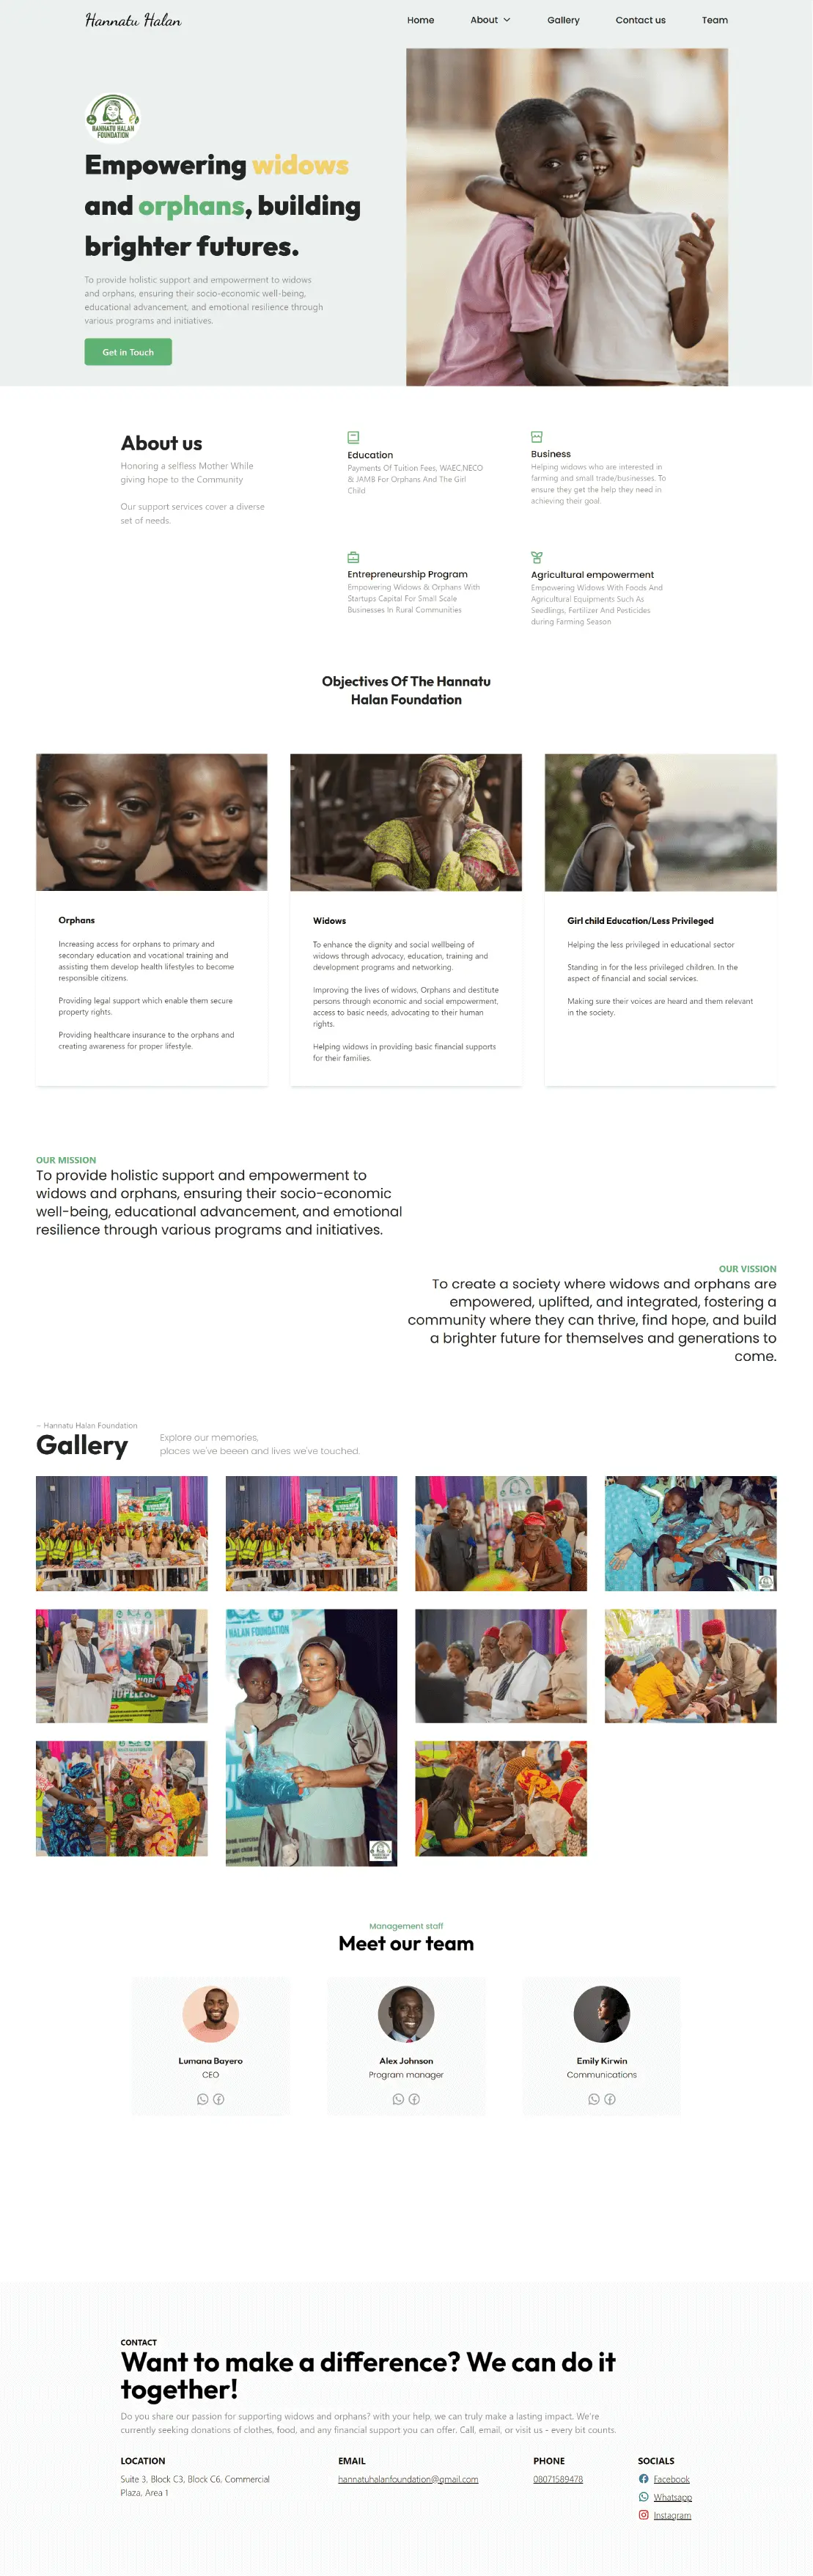 Hannatu Halan
Home
About
Gallery
Contact us
Team
HANNATU HALAN
FOUNDATION
Empowering widows
and orphans, building
brighter futures.
To provide holistic support and empowerment to widows
and orphans, ensuring their socio-economic well-being,
educational advancement, and emotional resilience through
various programs and initiatives.
Get in Touch
About us
Honoring a selfless Mother While
giving hope to the Community
Our support services cover a diverse
set of needs.
Education
Payments Of Tuition Fees, WAEC,NECO
& JAMB For Orphans And The Girl
Child
Business
Helping widows who are interested in
farming and small trade/businesses. To
ensure they get the help they need in
achieving their goal.
Entrepreneurship Program
Empowering Widows & Orphans With
Startups Capital For Small Scale
Businesses In Rural Communities
Agricultural empowerment
Empowering Widows With Foods And
Agricultural Equipments Such As
Seedlings, Fertilizer And Pesticides
during Farming Season
Objectives Of The Hannatu
Halan Foundation
Orphans
Increasing access for orphans to primary and
secondary education and vocational training and
assisting them develop health lifestyles to become
responsible citizens.
Providing legal support which enable them secure
property rights.
Providing healthcare insurance to the orphans and
creating awareness for proper lifestyle.
Widows
To enhance the dignity and social wellbeing of
widows through advocacy, education, training and
development programs and networking.
Improving the lives of widows, Orphans and destitute
persons through economic and social empowerment,
access to basic needs, advocating to their human
rights.
Helping widows in providing basic financial supports
for their families.
Girl child Education/Less Privileged
Helping the less privileged in educational sector
Standing in for the less privileged children. In the
aspect of financial and social services.
Making sure their voices are heard and them relevant
in the society.
OUR MISSION
To provide holistic support and empowerment to
widows and orphans, ensuring their socio-economic
well-being, educational advancement, and emotional
resilience through various programs and initiatives.
OUR VISSION
To create a society where widows and orphans are
empowered, uplifted, and integrated, fostering a
community where they can thrive, find hope, and build
a brighter future for themselves and generations to
come.
– Hannatu Halan Foundation
Gallery
Explore our memories,
places we've beeen and lives we've touched.
HALAN FOUNDATION
HOPELESS
Management staff
Meet our team
Lumana Bayero
CEO
Alex Johnson
Program manager
Emily Kirwin
Communications
CONTACT
Want to make a difference? We can do it
together!
Do you share our passion for supporting widows and orphans? with your help, we can truly make a lasting impact. We're
currently seeking donations of clothes, food, and any financial support you can offer. Call, email, or visit us - every bit counts.
LOCATION
Suite 3, Block C3, Block C6, Commercial
Plaza, Area 1
EMAIL
hannatuhalanfoundation@gmail.com
PHONE
08071589478
SOCIALS
Facebook
Whatsapp
Instagram